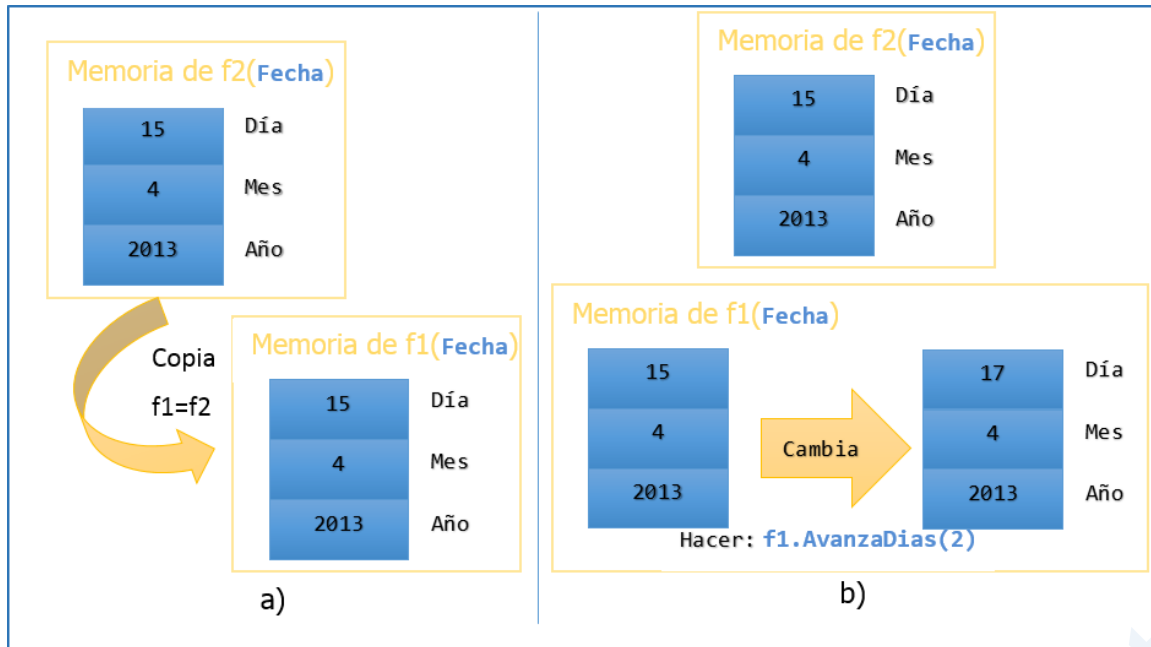 Memoria de f2(Fecha)
15 Día
4 Mes
2013 Año
Copia
f1=f2
Memoria de f1(Fecha)
15 Día
4 Mes
2013 Año
a)
Memoria de f2(Fecha)
15 Día
4 Mes
2013 Año
Memoria de f1(Fecha)
15 17 Día
4 Cambia 4 Mes
2013 2013 Año
Hacer: f1.AvanzaDias(2)
b)